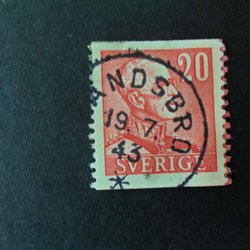 20
ANDSBRO
19.7.
43
SVERIGE